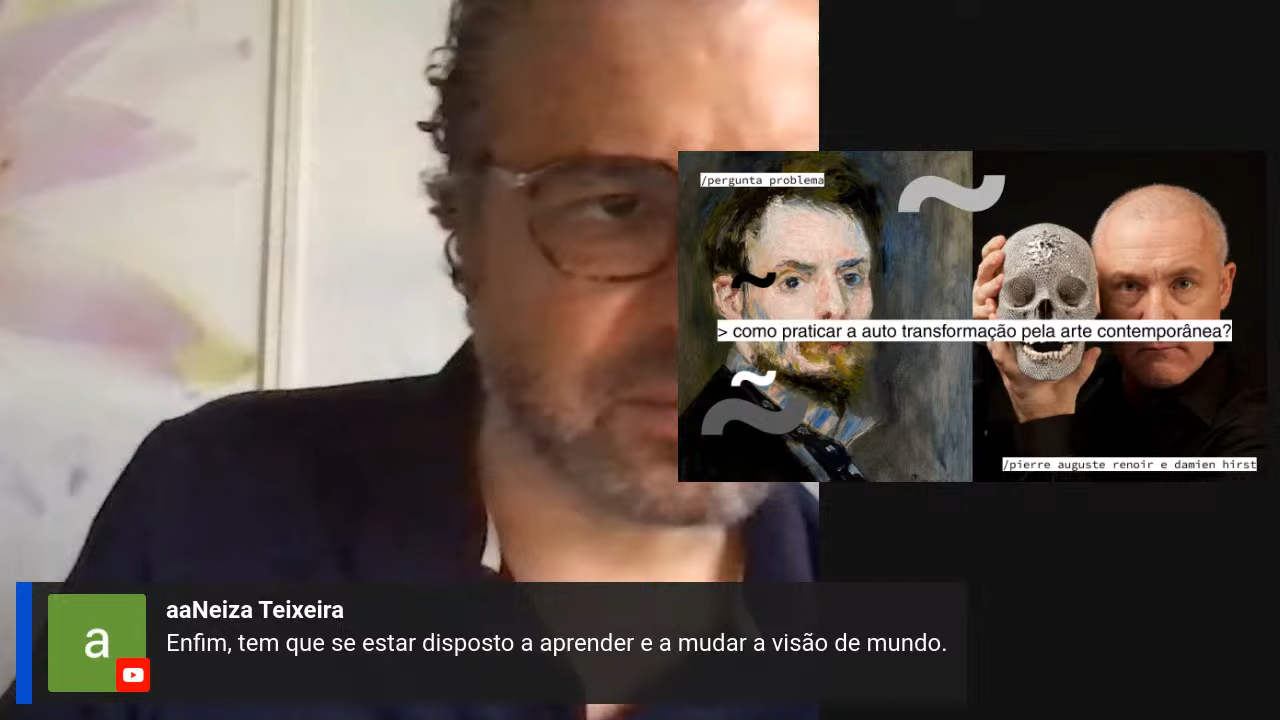 /pergunta problema
> como praticar a auto transformação pela arte contemporânea?
/pierre auguste renoir e damien hirst
a
aaNeiza Teixeira
Enfim, tem que se estar disposto a aprender e a mudar a visão de mundo.